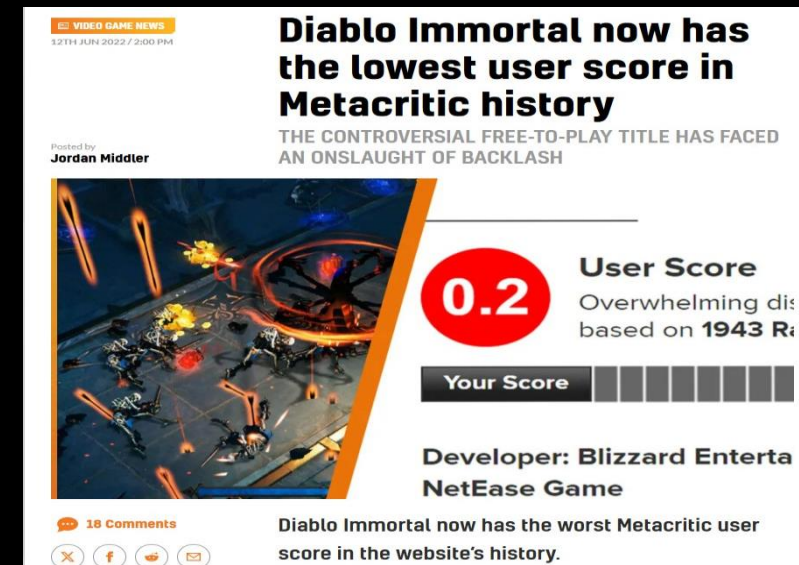 VIDEO GAME NEWS
12TH JUN 2022 / 2:00 PM
Diablo Immortal now has
the lowest user score in
Metacritic history
THE CONTROVERSIAL FREE-TO-PLAY TITLE HAS FACED
AN ONSLAUGHT OF BACKLASH
Posted by
Jordan Middler
0.2
User Score
Overwhelming dis
based on 1943 Ra
Your Score
Developer: Blizzard Enterta
NetEase Game
18 Comments
Diablo Immortal now has the worst Metacritic user
score in the website's history.